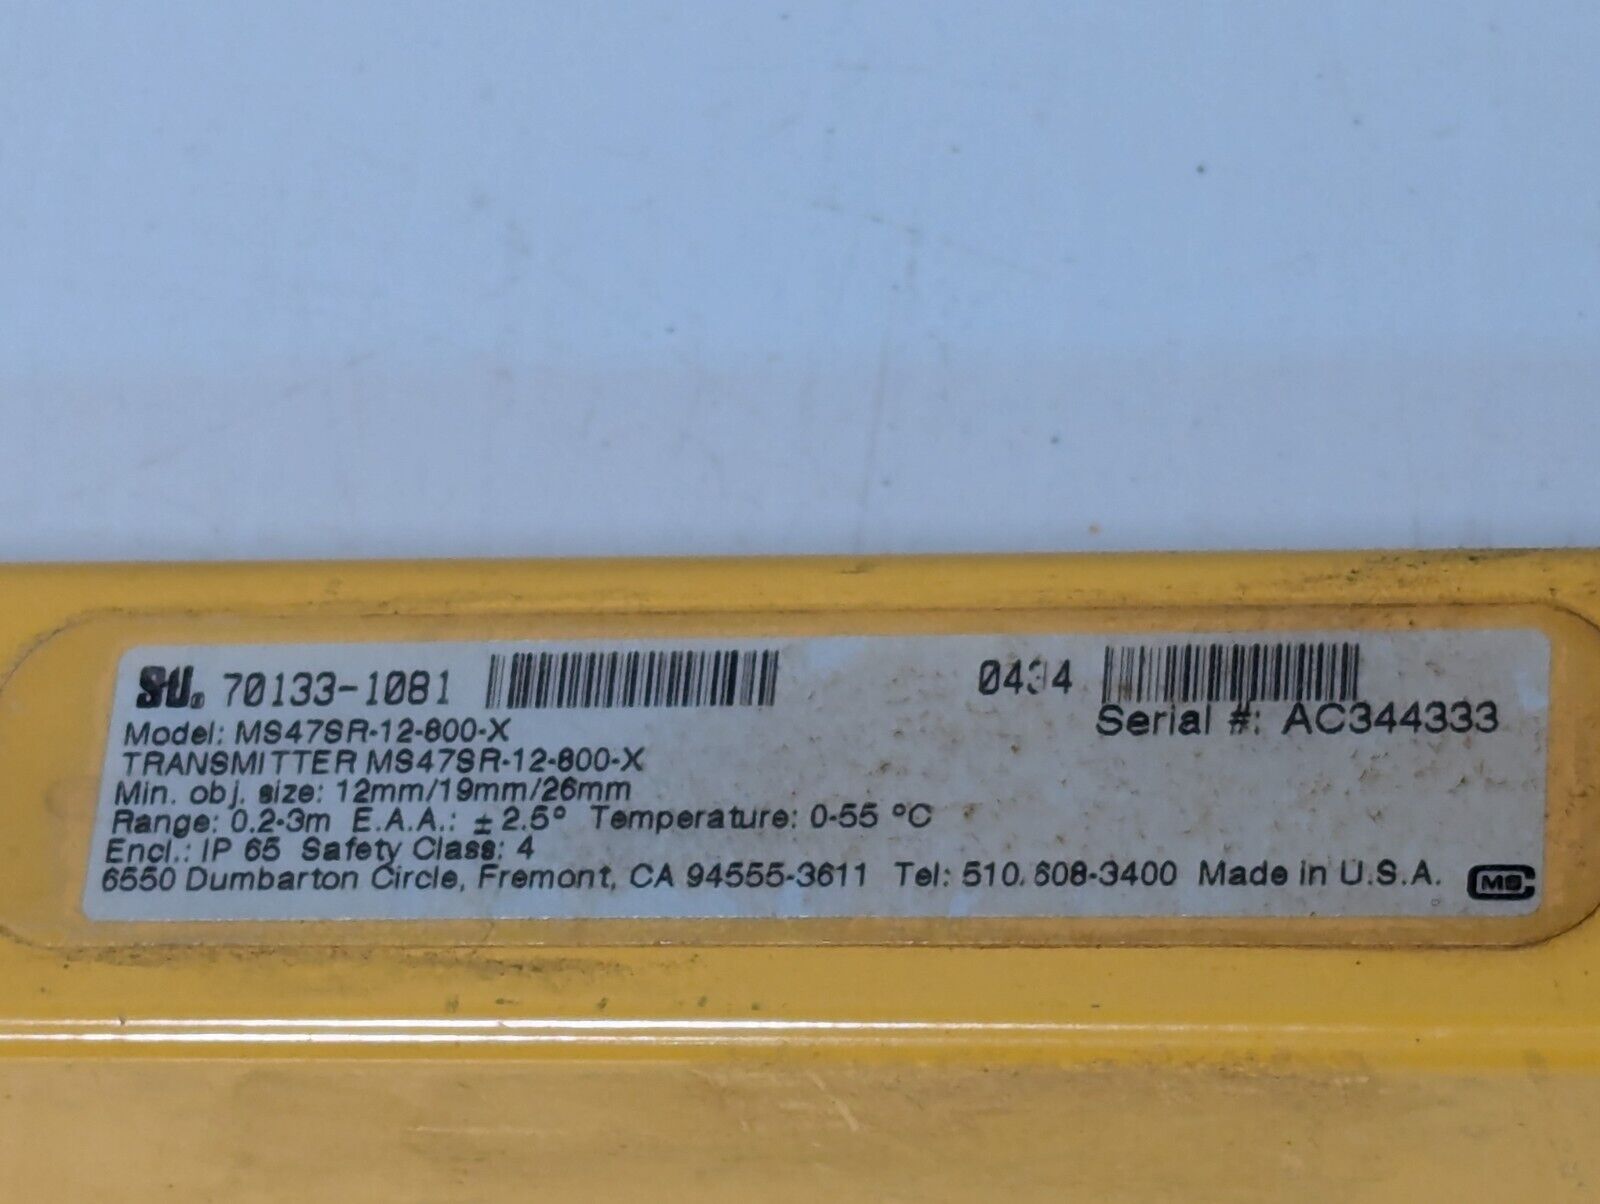 STI® 70133-1081 0434
Model: MS47SR-12-800-X Serial #: AC344333
TRANSMITTER MS47SR-12-800-X
Min. obj. size: 12mm/19mm/26mm
Range: 0.2-3m E.A.A.: ± 2.5° Temperature: 0-55 °C
Encl.: IP 65 Safety Class: 4
6550 Dumbarton Circle, Fremont, CA 94555-3611 Tel: 510.608-3400 Made in U.S.A. MSC